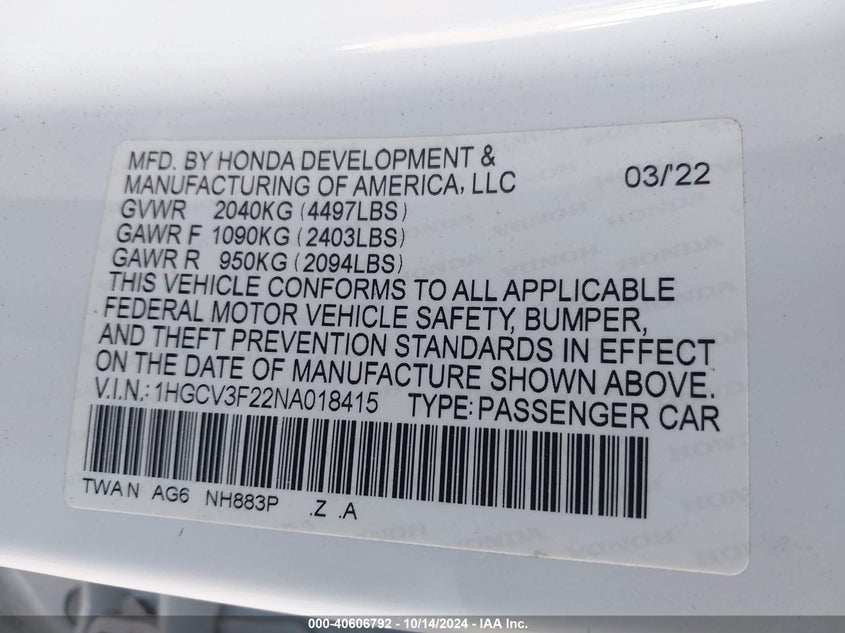 MFD. BY HONDA DEVELOPMENT &
MANUFACTURING OF AMERICA, LLC 03/'22
GVWR 2040KG (4497LBS)
GAWR F 1090KG (2403LBS)
GAWR R 950KG (2094LBS)
THIS VEHICLE CONFORMS TO ALL APPLICABLE
FEDERAL MOTOR VEHICLE SAFETY, BUMPER,
AND THEFT PREVENTION STANDARDS IN EFFECT
ON THE DATE OF MANUFACTURE SHOWN ABOVE.
V.I.N.: 1HGCV3F22NA018415 TYPE: PASSENGER CAR
TWAN AG6 NH883P .Z .A
000-40606792 - 10/14/2024 - IAA Inc.